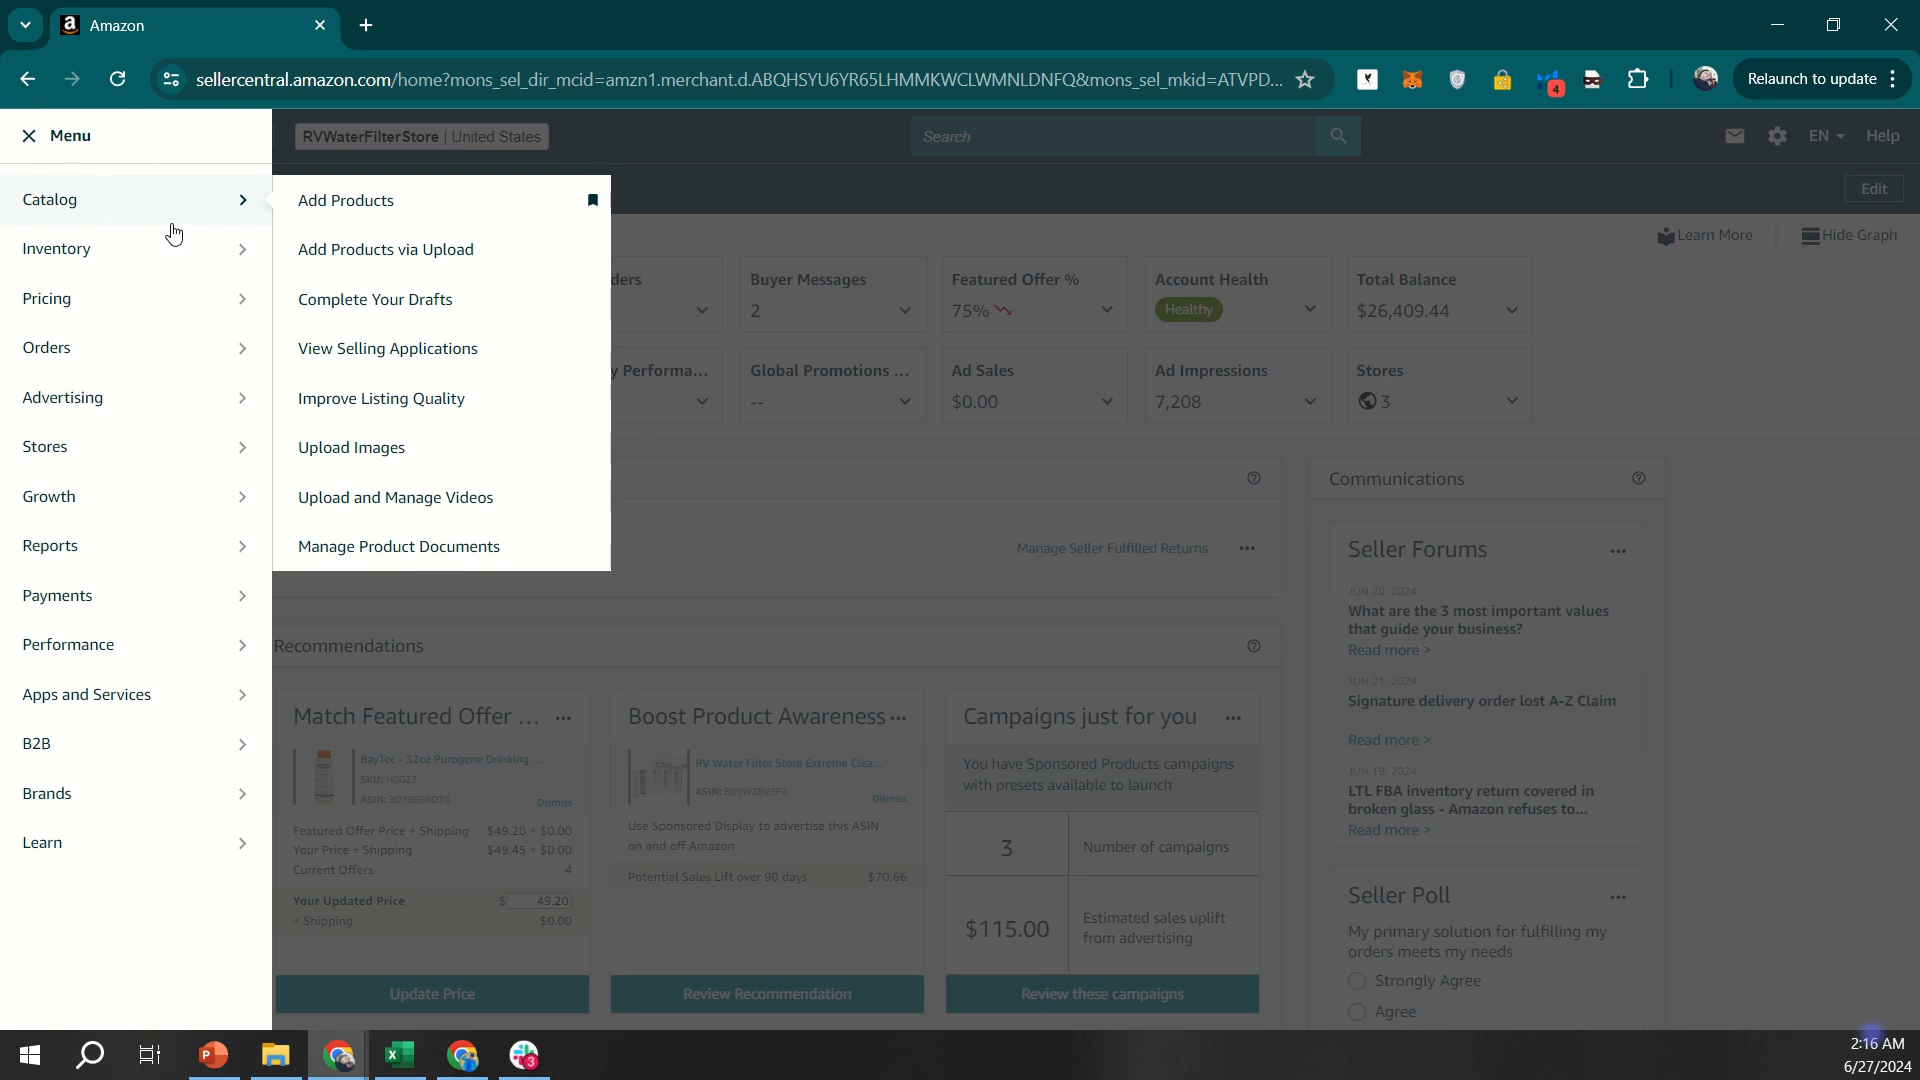 Amazon
sellercentral.amazon.com/home?mons_sel_dir_mcid=amzn1.merchant.d.ABQHSYU6YR65LHMMKWCLWMNLDNFQ&mons_sel_mkid=ATVPD...
4
Relaunch to update
Menu
RVWaterFilterStore | United States
Search
EN
Help
Edit
Catalog
Inventory
Pricing
Orders
Advertising
Stores
Growth
Reports
Payments
Performance
Apps and Services
B2B
Brands
Learn
Add Products
Add Products via Upload
Complete Your Drafts
View Selling Applications
Improve Listing Quality
Upload Images
Upload and Manage Videos
Manage Product Documents
Learn More
Hide Graph
ders
Buyer Messages
2
Featured Offer %
75%
Account Health
Healthy
Total Balance
$26,409.44
y Performa...
Global Promotions ...
--
Ad Sales
$0.00
Ad Impressions
7,208
Stores
3
Manage Seller Fulfilled Returns
Recommendations
Match Featured Offer ...
BayTec - 32oz Purogene Drinking ...
SKU: H0027
ASIN: B07B69RDTG
Dismiss
Featured Offer Price + Shipping $49.20 + $0.00
Your Price + Shipping $49.45 + $0.00
Current Offers 4
Your Updated Price $ 49.20
+ Shipping $0.00
Update Price
Boost Product Awareness
RV Water Filter Store Extreme Clea...
ASIN: B09WZ8VSF4
Dismiss
Use Sponsored Display to advertise this ASIN
on and off Amazon
Potential Sales Lift over 90 days $70.66
Review Recommendation
Campaigns just for you
You have Sponsored Products campaigns
with presets available to launch
3 Number of campaigns
$115.00 Estimated sales uplift
from advertising
Review these campaigns
Communications
Seller Forums
JUN 20, 2024
What are the 3 most important values
that guide your business?
Read more >
JUN 21, 2024
Signature delivery order lost A-Z Claim
Read more >
JUN 19, 2024
LTL FBA inventory return covered in
broken glass - Amazon refuses to...
Read more >
Seller Poll
My primary solution for fulfilling my
orders meets my needs
Strongly Agree
Agree
3
2:16 AM
6/27/2024